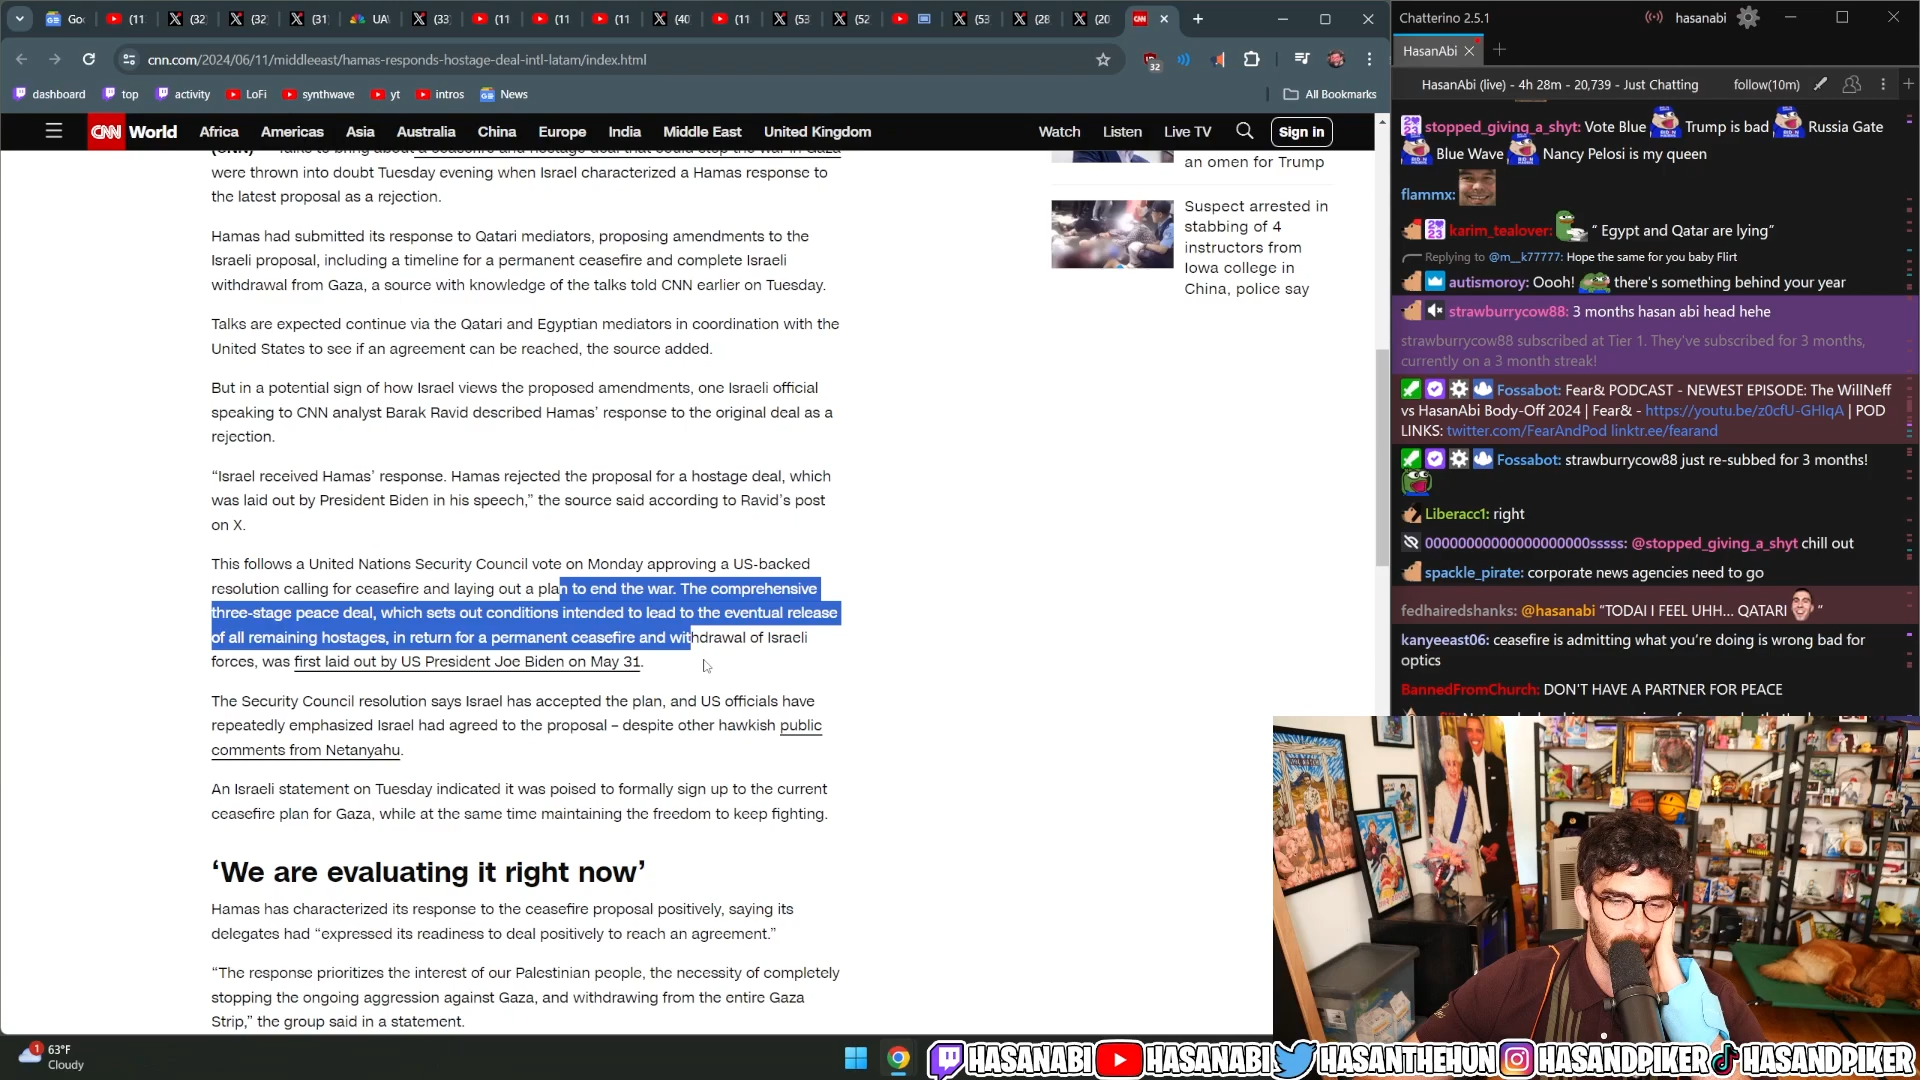 Goo
(11
(32
(32
(31
UA
(33
(11
(11
(11
(40
(11
(53
(52
(53
(28
(20
cnn.com/2024/06/11/middleeast/hamas-responds-hostage-deal-intl-latam/index.html
32
dashboard
top
activity
LoFi
synthwave
yt
intros
News
All Bookmarks
CNN World
Africa
Americas
Asia
Australia
China
Europe
India
Middle East
United Kingdom
Watch
Listen
Live TV
Sign in
(CNN) — Talks to bring about a ceasefire and hostage deal that could stop the war in Gaza
were thrown into doubt Tuesday evening when Israel characterized a Hamas response to
the latest proposal as a rejection.
Hamas had submitted its response to Qatari mediators, proposing amendments to the
Israeli proposal, including a timeline for a permanent ceasefire and complete Israeli
withdrawal from Gaza, a source with knowledge of the talks told CNN earlier on Tuesday.
Talks are expected continue via the Qatari and Egyptian mediators in coordination with the
United States to see if an agreement can be reached, the source added.
But in a potential sign of how Israel views the proposed amendments, one Israeli official
speaking to CNN analyst Barak Ravid described Hamas’ response to the original deal as a
rejection.
“Israel received Hamas’ response. Hamas rejected the proposal for a hostage deal, which
was laid out by President Biden in his speech,” the source said according to Ravid’s post
on X.
This follows a United Nations Security Council vote on Monday approving a US-backed
resolution calling for ceasefire and laying out a plan to end the war. The comprehensive
three-stage peace deal, which sets out conditions intended to lead to the eventual release
of all remaining hostages, in return for a permanent ceasefire and withdrawal of Israeli
forces, was first laid out by US President Joe Biden on May 31.
The Security Council resolution says Israel has accepted the plan, and US officials have
repeatedly emphasized Israel had agreed to the proposal – despite other hawkish public
comments from Netanyahu.
An Israeli statement on Tuesday indicated it was poised to formally sign up to the current
ceasefire plan for Gaza, while at the same time maintaining the freedom to keep fighting.
‘We are evaluating it right now’
Hamas has characterized its response to the ceasefire proposal positively, saying its
delegates had “expressed its readiness to deal positively to reach an agreement.”
“The response prioritizes the interest of our Palestinian people, the necessity of completely
stopping the ongoing aggression against Gaza, and withdrawing from the entire Gaza
Strip,” the group said in a statement.
an omen for Trump
Suspect arrested in
stabbing of 4
instructors from
Iowa college in
China, police say
Chatterino 2.5.1
hasanabi
HasanAbi
HasanAbi (live) - 4h 28m - 20,739 - Just Chatting
follow(10m)
stopped_giving_a_shyt: Vote Blue Trump is bad Russia Gate
Blue Wave Nancy Pelosi is my queen
flammx:
karim_tealover: “ Egypt and Qatar are lying”
Replying to @m__k77777: Hope the same for you baby Flirt
autismoroy: Oooh! there's something behind your year
strawburrycow88: 3 months hasan abi head hehe
strawburrycow88 subscribed at Tier 1. They've subscribed for 3 months,
currently on a 3 month streak!
Fossabot: Fear& PODCAST - NEWEST EPISODE: The WillNeff
vs HasanAbi Body-Off 2024 | Fear& - https://youtu.be/z0cfU-GHIqA | POD
LINKS: twitter.com/FearAndPod linktr.ee/fearand
Fossabot: strawburrycow88 just re-subbed for 3 months!
Liberacc1: right
00000000000000000000sssss: @stopped_giving_a_shyt chill out
spackle_pirate: corporate news agencies need to go
fedhairedshanks: @hasanabi “TODAI I FEEL UHH... QATARI ”
kanyeeast06: ceasefire is admitting what you’re doing is wrong bad for
optics
BannedFromChurch: DON'T HAVE A PARTNER FOR PEACE
1
63°F
Cloudy
HASANABI
HASANABI
HASANTHEHUN
HASANDPIKER
HASANDPIKER